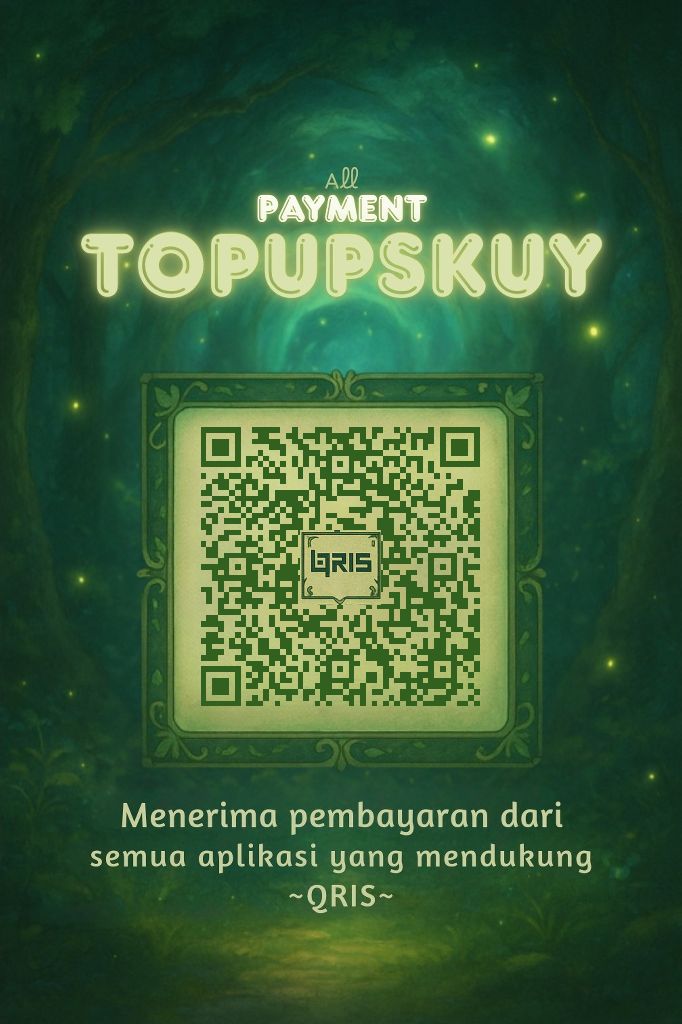 All
PAYMENT
TOPUPSKUY
QRIS
Menerima pembayaran dari
semua aplikasi yang mendukung
~QRIS~